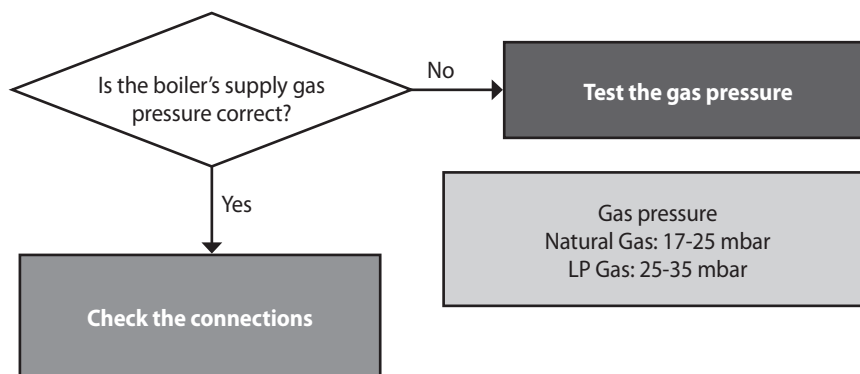 Is the boiler’s supply gas
pressure correct?
No
Test the gas pressure
Yes
Gas pressure
Natural Gas: 17-25 mbar
LP Gas: 25-35 mbar
Check the connections